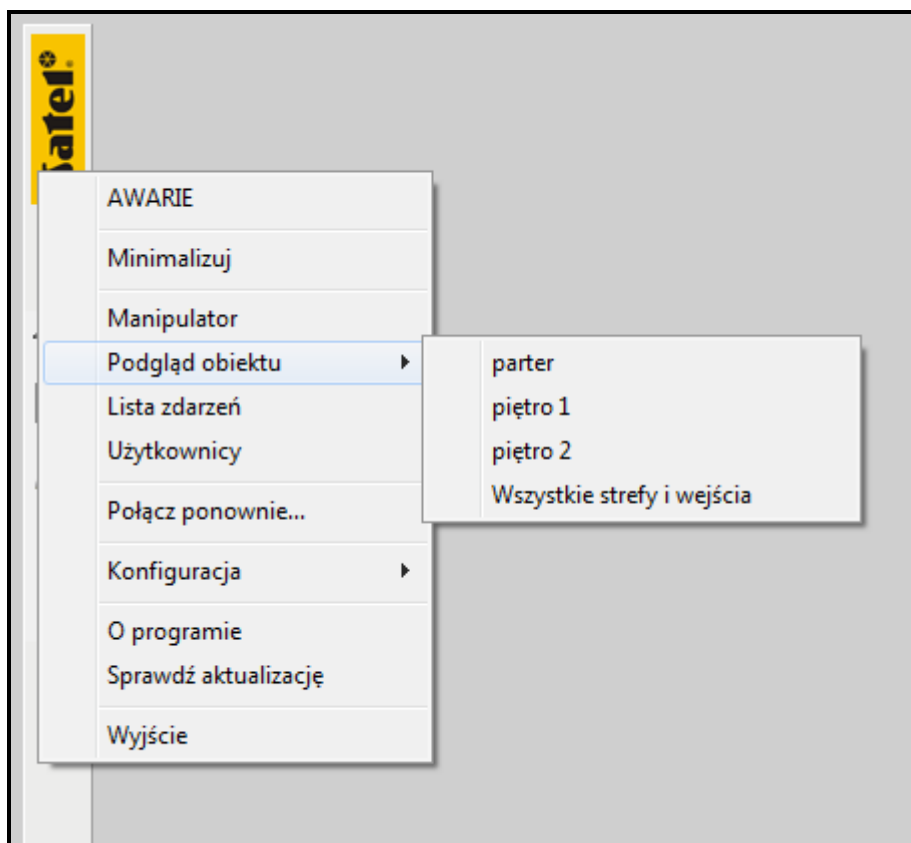 Satel®
AWARIE
Minimalizuj
Manipulator
Podgląd obiektu
Lista zdarzeń
Użytkownicy
Połącz ponownie...
Konfiguracja
O programie
Sprawdź aktualizację
Wyjście
parter
piętro 1
piętro 2
Wszystkie strefy i wejścia